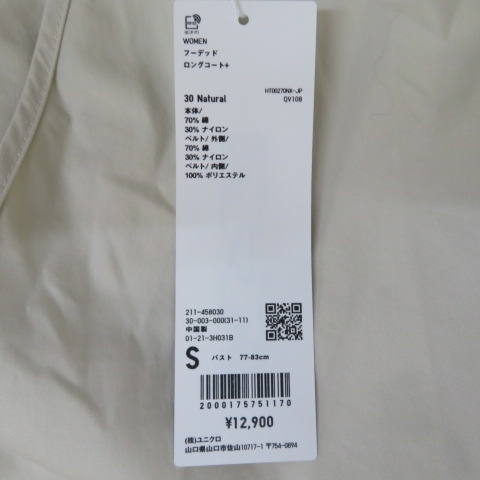 WOMEN
フーデッド
ロングコート+
HT00270NX-JP
30 Natural
QV108
本体/
70% 綿
30% ナイロン
ベルト/ 外側/
70% 綿
30% ナイロン
ベルト/ 内側/
100% ポリエステル
211-458030
30-003-000(31-11)
中国製
01-21-3H031B
S バスト 77-83cm
2000175751170
¥12,900
(株)ユニクロ
山口県山口市佐山10717-1 〒754-0894